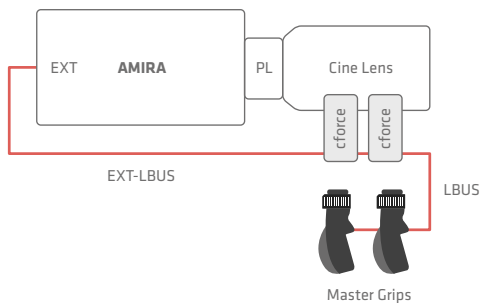 EXT
AMIRA
PL
Cine Lens
cforce
cforce
EXT-LBUS
LBUS
Master Grips